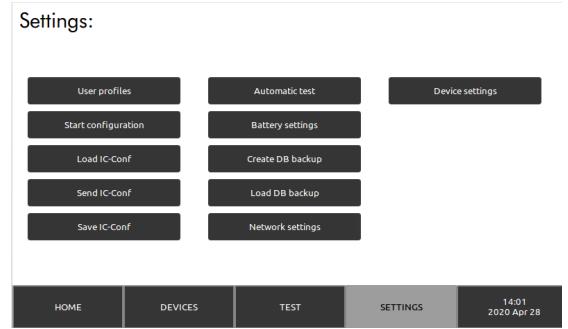 Settings:
User profiles
Automatic test
Device settings
Start configuration
Battery settings
Load IC-Conf
Create DB backup
Send IC-Conf
Load DB backup
Save IC-Conf
Network settings
HOME
DEVICES
TEST
SETTINGS
14:01
2020 Apr 28